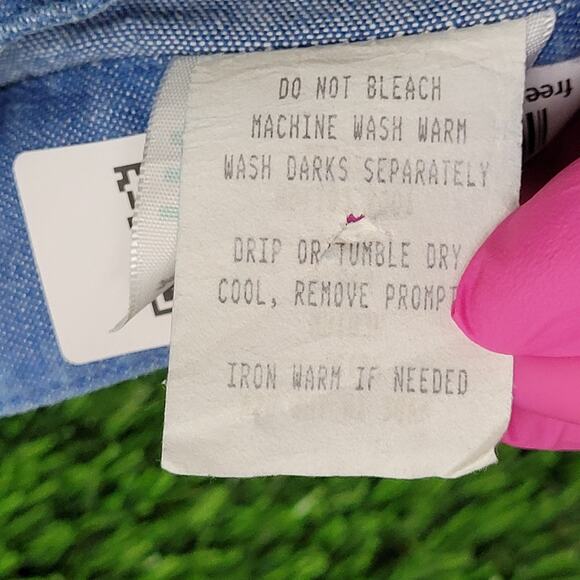 DO NOT BLEACH
MACHINE WASH WARM
WASH DARKS SEPARATELY
DRIP OR TUMBLE DRY
COOL, REMOVE
IRON WARM IF NEEDED
free